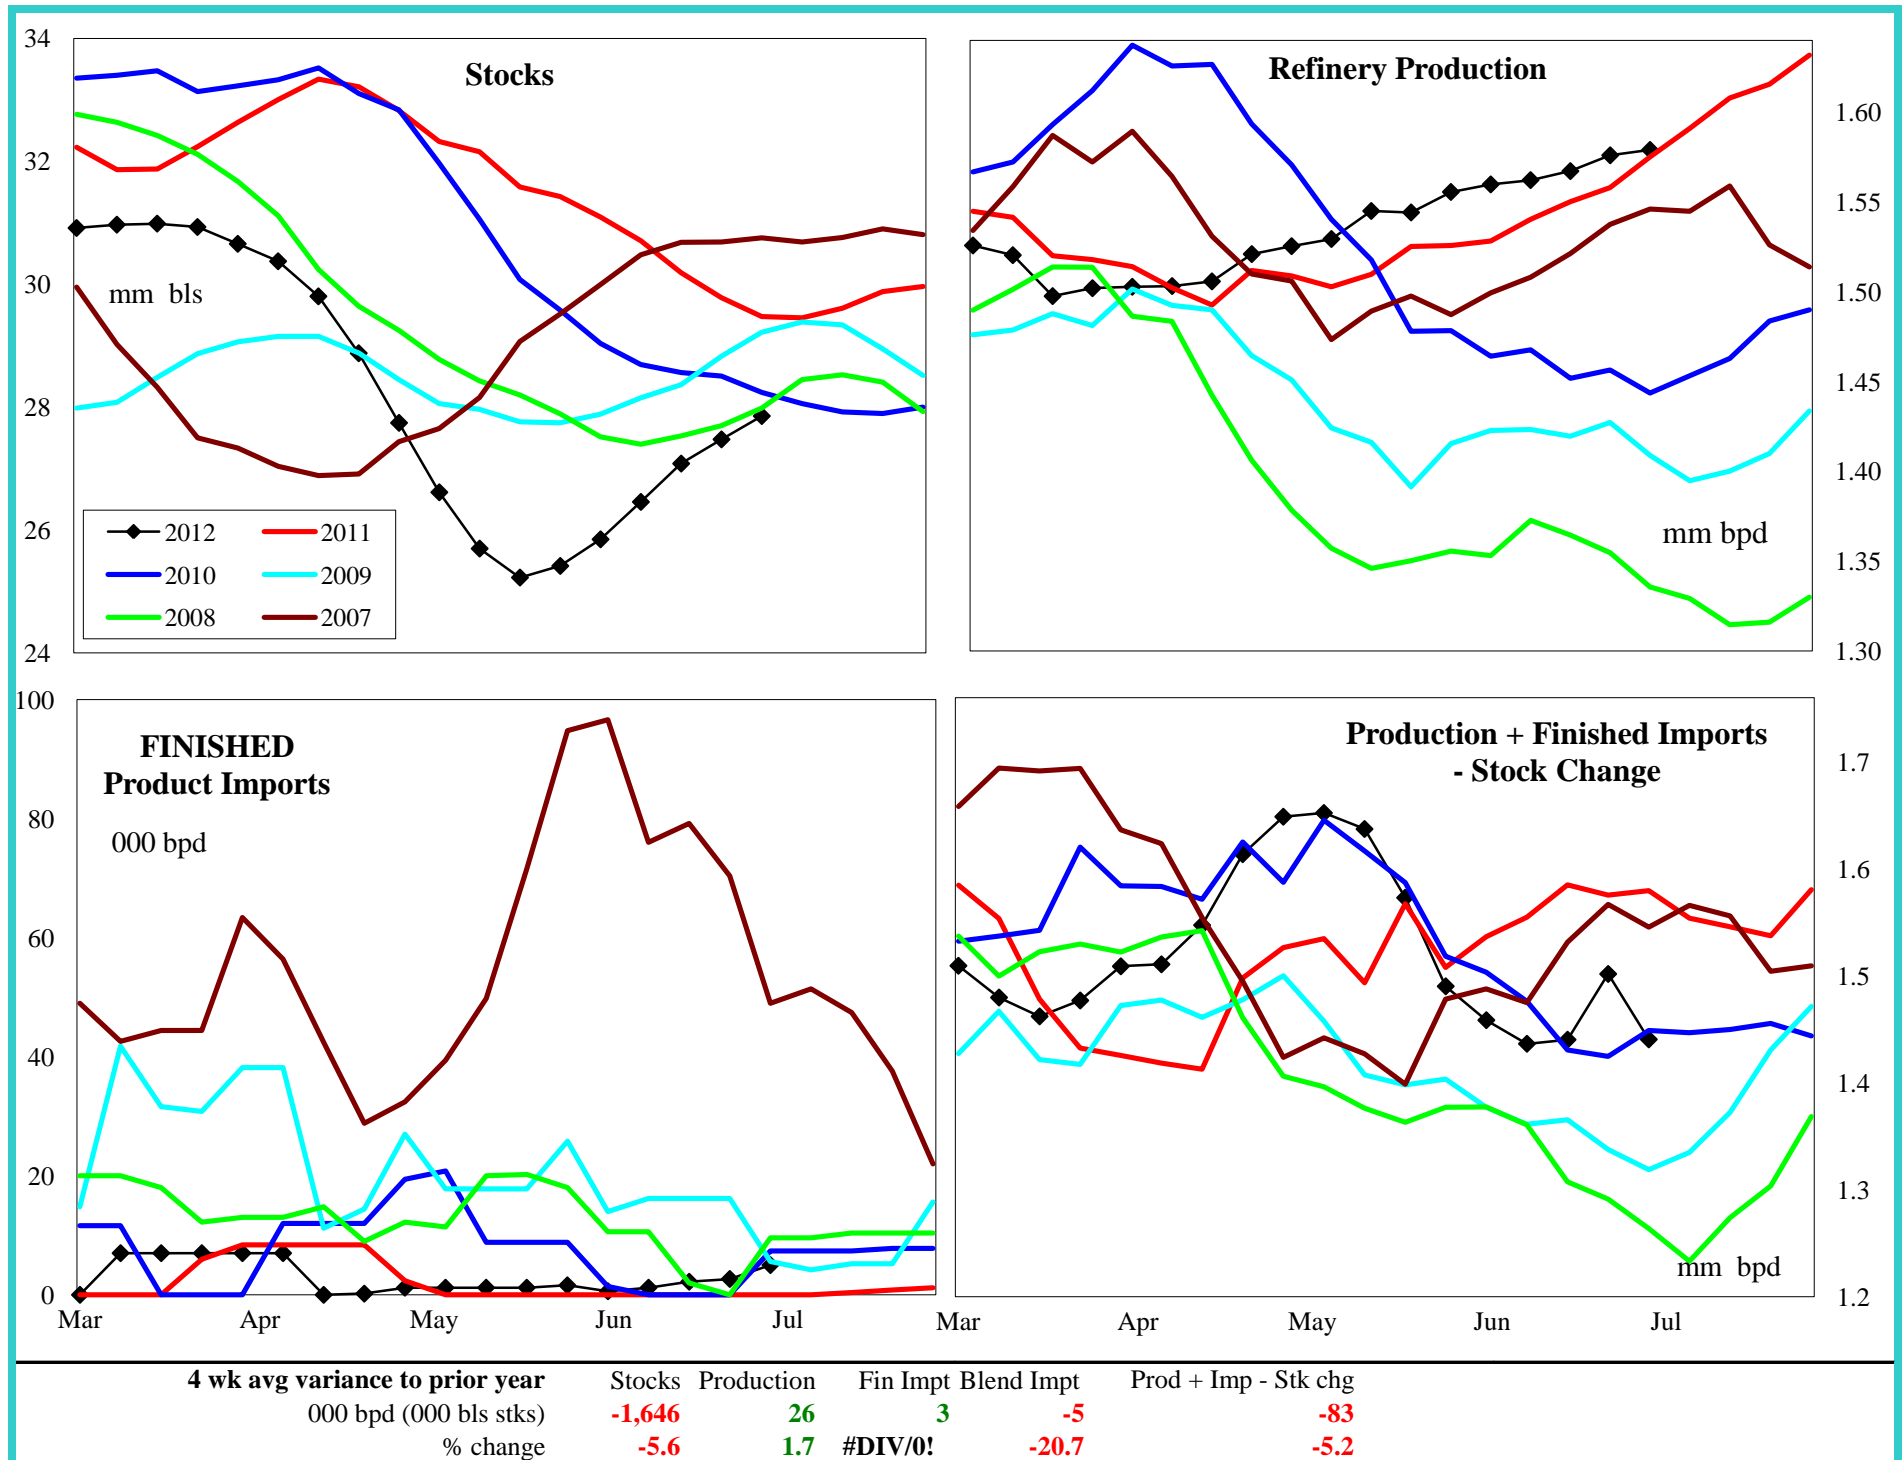 Stocks
34
32
30
28
26
24
mm bls
2012
2011
2010
2009
2008
2007
Refinery Production
1.60
1.55
1.50
1.45
1.40
1.35
1.30
mm bpd
FINISHED
Product Imports
000 bpd
100
80
60
40
20
0
Mar Apr May Jun Jul
Production + Finished Imports
- Stock Change
1.7
1.6
1.5
1.4
1.3
1.2
mm bpd
Mar Apr May Jun Jul
4 wk avg variance to prior year Stocks Production Fin Impt Blend Impt Prod + Imp - Stk chg
000 bpd (000 bls stks) -1,646 26 3 -5 -83
% change -5.6 1.7 #DIV/0! -20.7 -5.2